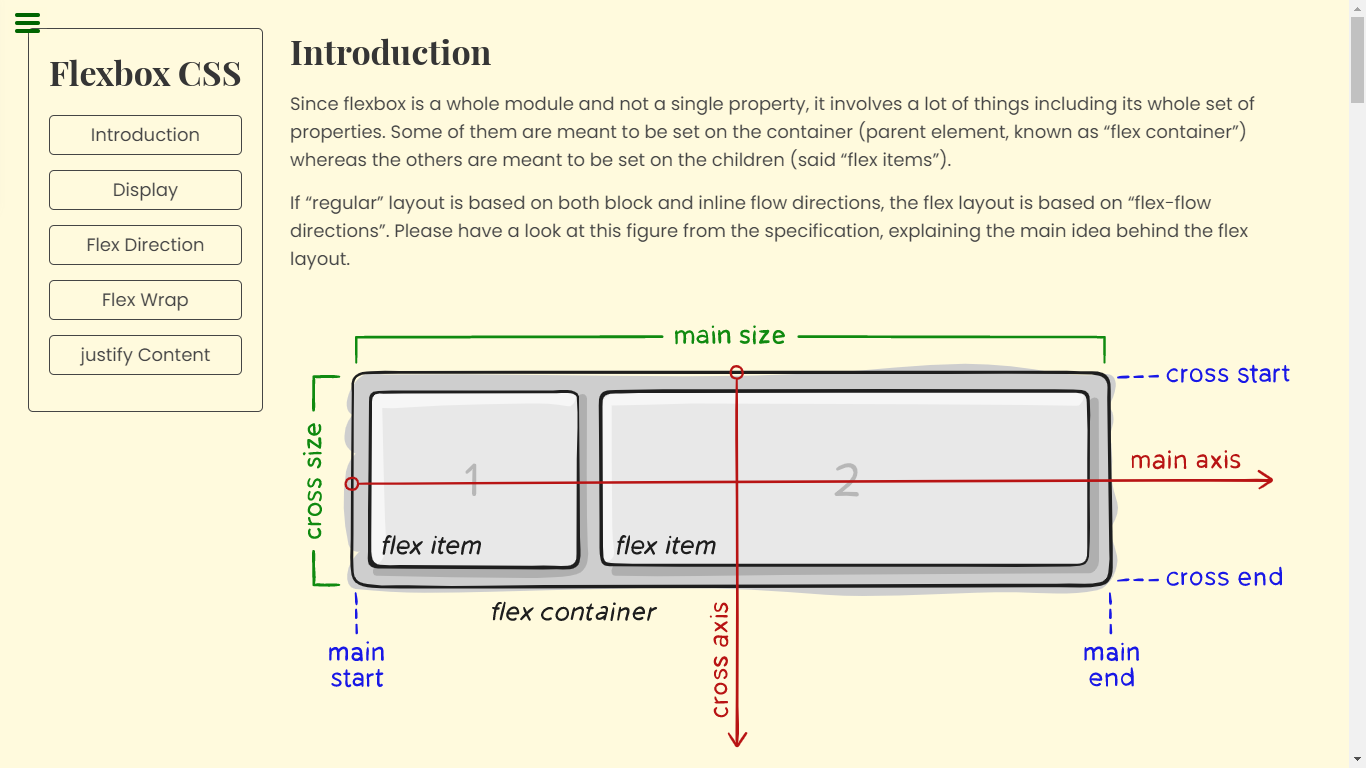 Flexbox CSS
Introduction
Display
Flex Direction
Flex Wrap
justify Content
Introduction
Since flexbox is a whole module and not a single property, it involves a lot of things including its whole set of
properties. Some of them are meant to be set on the container (parent element, known as “flex container”)
whereas the others are meant to be set on the children (said “flex items”).
If “regular” layout is based on both block and inline flow directions, the flex layout is based on “flex-flow
directions”. Please have a look at this figure from the specification, explaining the main idea behind the flex
layout.
main size
cross start
cross size
main axis
1
2
flex item
flex item
cross end
flex container
cross axis
main
start
main
end